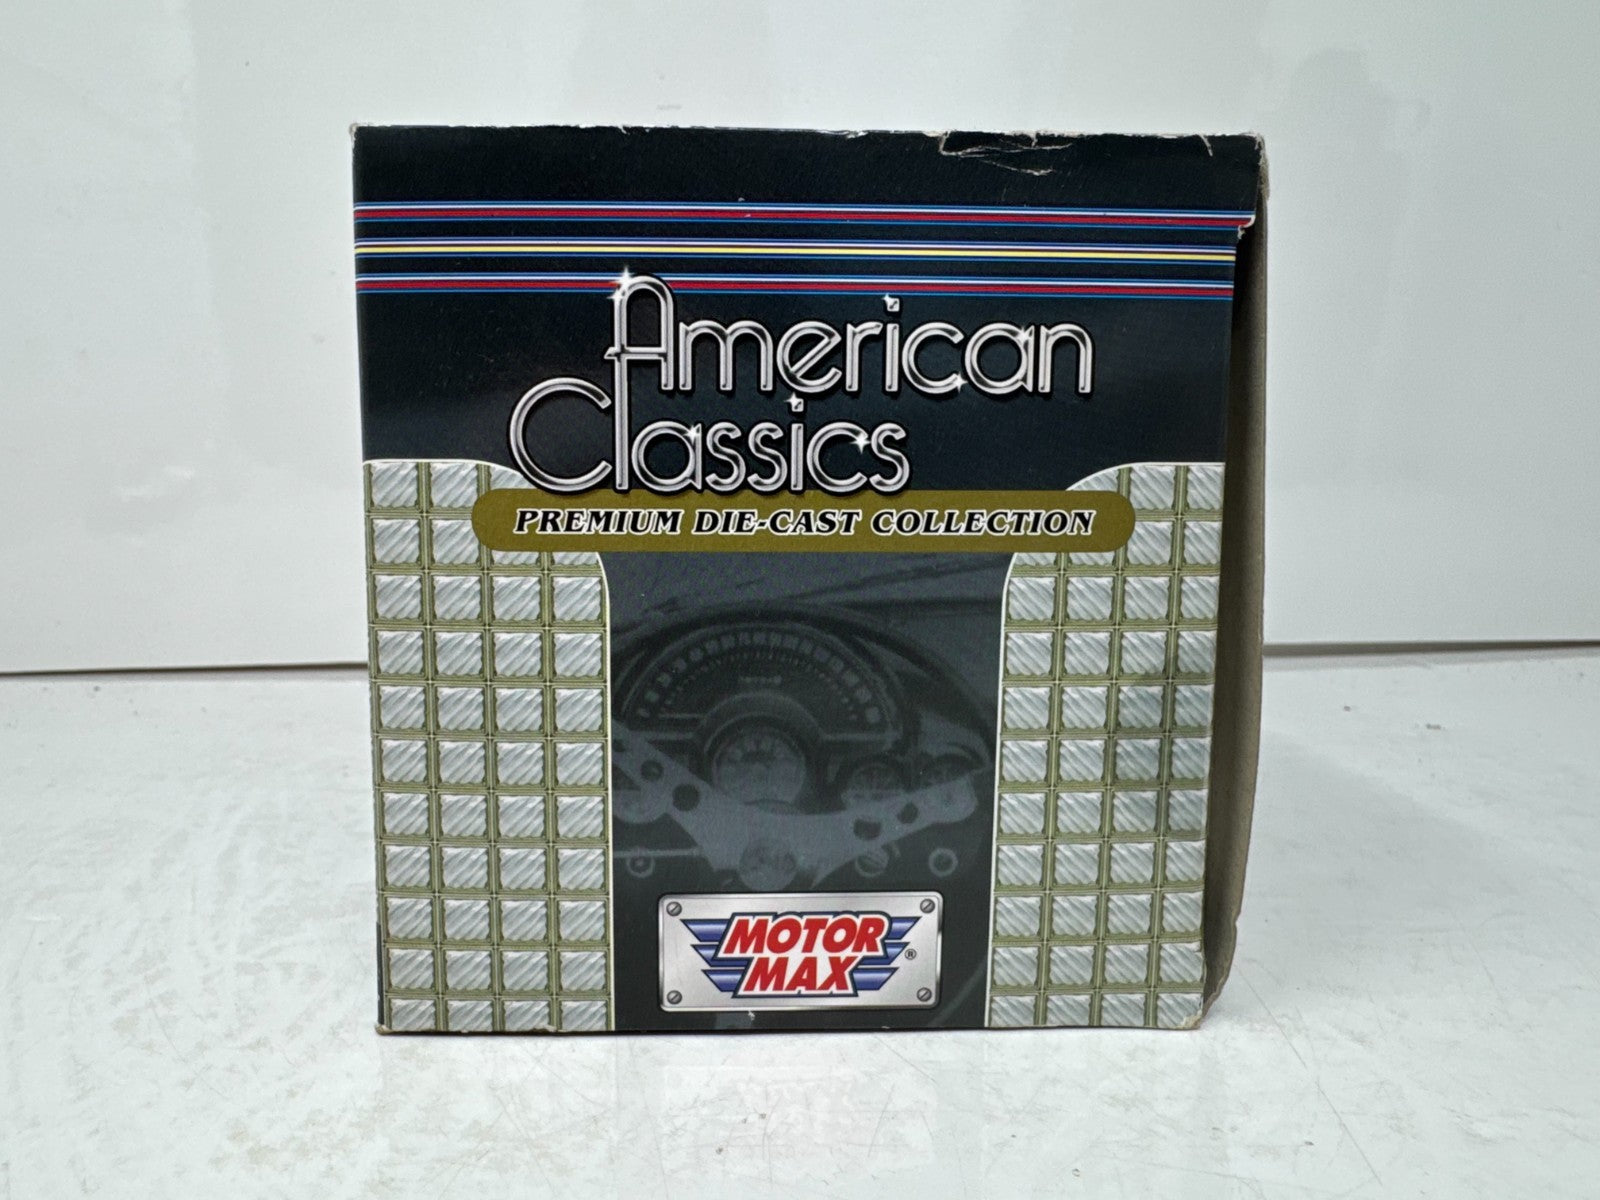 American
Classics
PREMIUM DIE-CAST COLLECTION
MOTOR
MAX
®